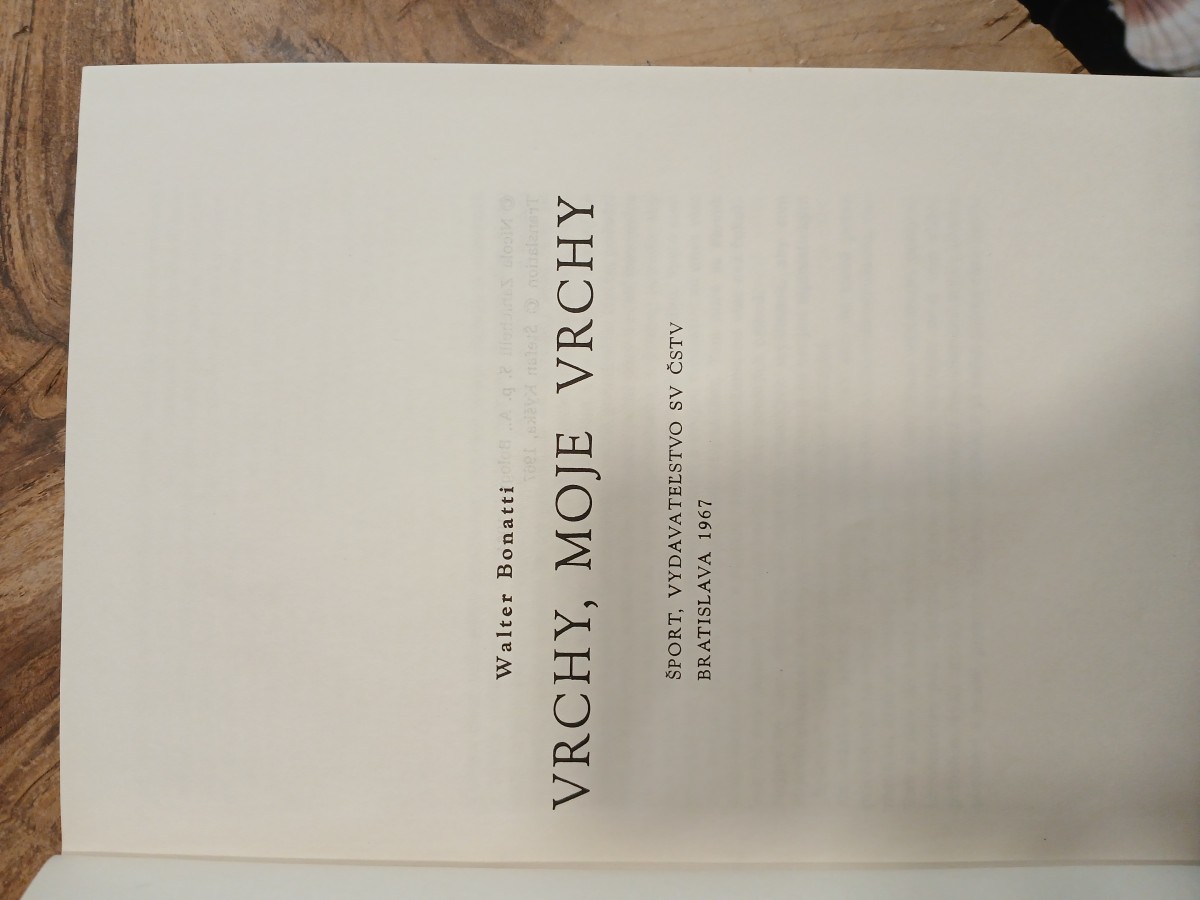 Walter Bonatti
VRCHY, MOJE VRCHY
ŠPORT, VYDAVATEĽSTVO SV ČSTV
BRATISLAVA 1967